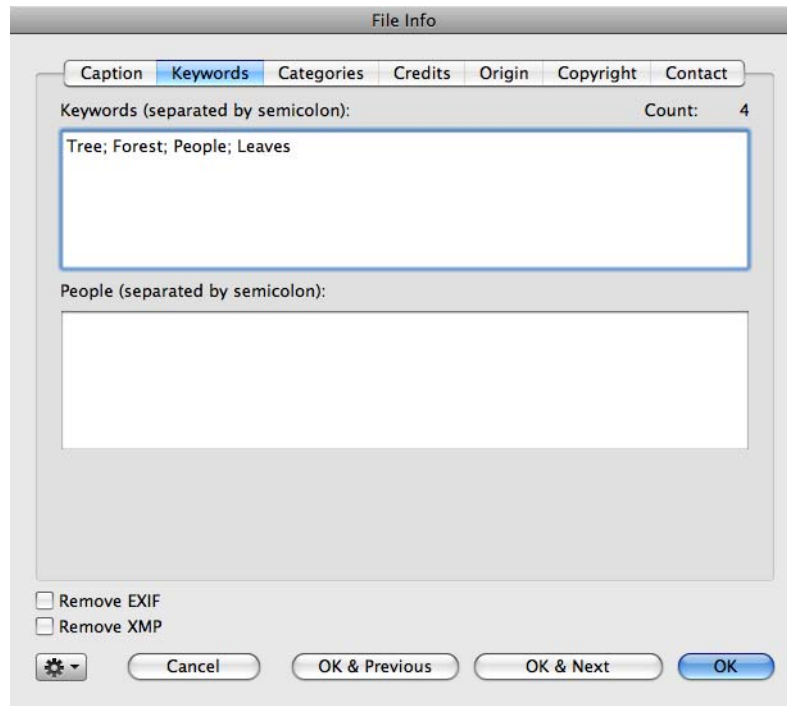 File Info
Caption Keywords Categories Credits Origin Copyright Contact
Keywords (separated by semicolon): Count: 4
Tree; Forest; People; Leaves
People (separated by semicolon):
Remove EXIF
Remove XMP
Cancel OK & Previous OK & Next OK